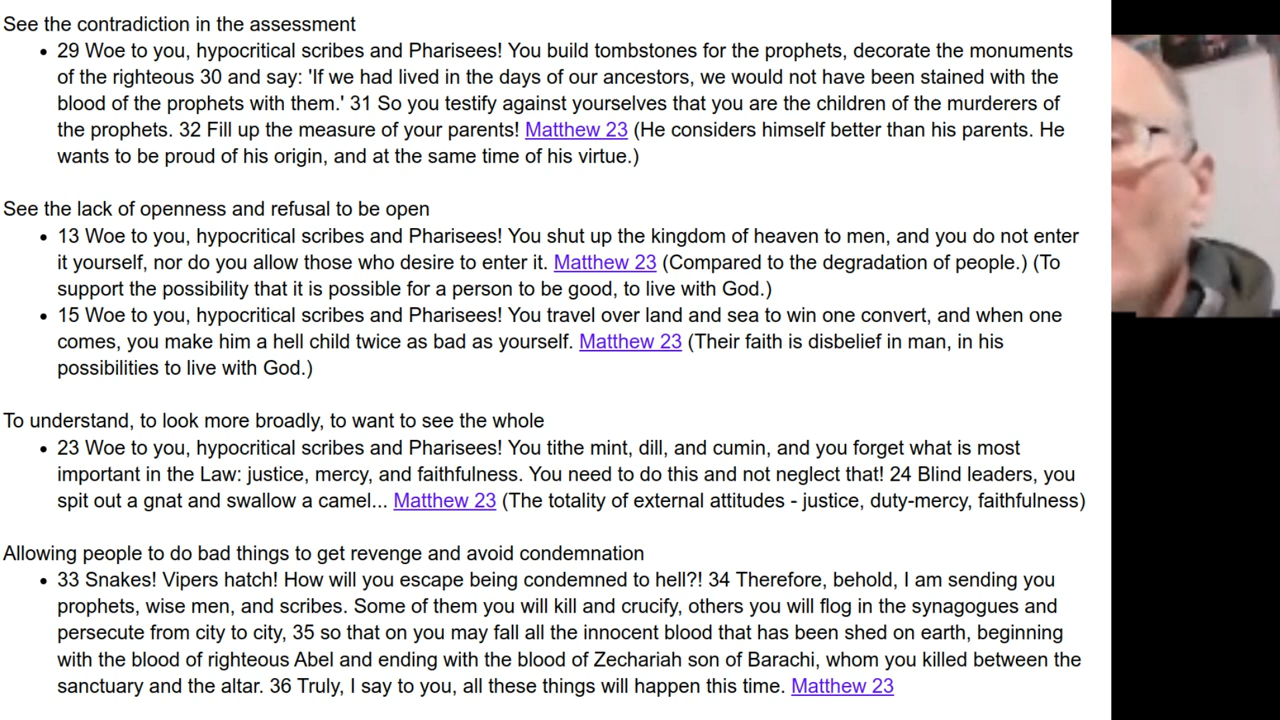 See the contradiction in the assessment
• 29 Woe to you, hypocritical scribes and Pharisees! You build tombstones for the prophets, decorate the monuments
of the righteous 30 and say: 'If we had lived in the days of our ancestors, we would not have been stained with the
blood of the prophets with them.' 31 So you testify against yourselves that you are the children of the murderers of
the prophets. 32 Fill up the measure of your parents! Matthew 23 (He considers himself better than his parents. He
wants to be proud of his origin, and at the same time of his virtue.)
See the lack of openness and refusal to be open
• 13 Woe to you, hypocritical scribes and Pharisees! You shut up the kingdom of heaven to men, and you do not enter
it yourself, nor do you allow those who desire to enter it. Matthew 23 (Compared to the degradation of people.) (To
support the possibility that it is possible for a person to be good, to live with God.)
• 15 Woe to you, hypocritical scribes and Pharisees! You travel over land and sea to win one convert, and when one
comes, you make him a hell child twice as bad as yourself. Matthew 23 (Their faith is disbelief in man, in his
possibilities to live with God.)
To understand, to look more broadly, to want to see the whole
• 23 Woe to you, hypocritical scribes and Pharisees! You tithe mint, dill, and cumin, and you forget what is most
important in the Law: justice, mercy, and faithfulness. You need to do this and not neglect that! 24 Blind leaders, you
spit out a gnat and swallow a camel... Matthew 23 (The totality of external attitudes - justice, duty-mercy, faithfulness)
Allowing people to do bad things to get revenge and avoid condemnation
• 33 Snakes! Vipers hatch! How will you escape being condemned to hell?! 34 Therefore, behold, I am sending you
prophets, wise men, and scribes. Some of them you will kill and crucify, others you will flog in the synagogues and
persecute from city to city, 35 so that on you may fall all the innocent blood that has been shed on earth, beginning
with the blood of righteous Abel and ending with the blood of Zechariah son of Barachi, whom you killed between the
sanctuary and the altar. 36 Truly, I say to you, all these things will happen this time. Matthew 23